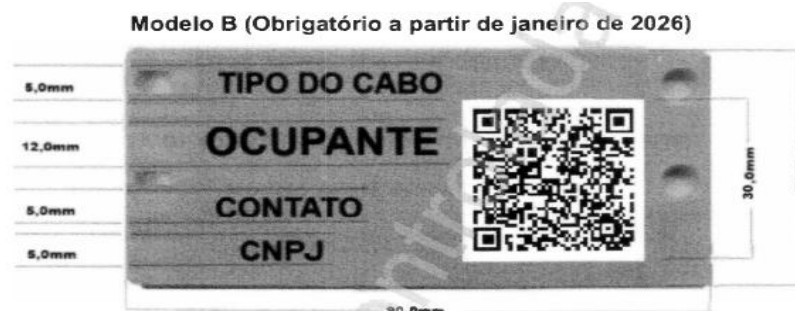 Modelo B (Obrigatório a partir de janeiro de 2026)
5,0mm
TIPO DO CABO
12,0mm
OCUPANTE
30,0mm
5,0mm
CONTATO
5,0mm
CNPJ